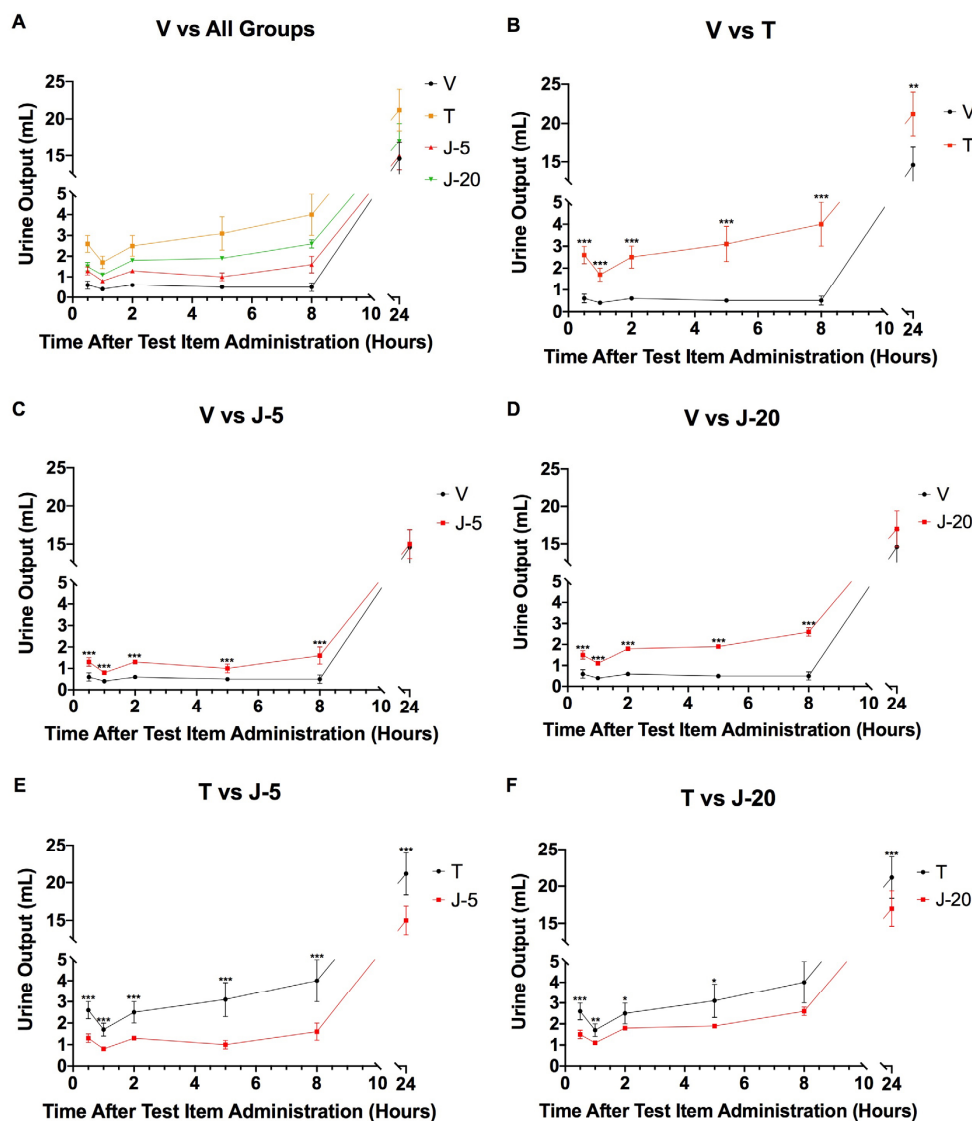 A
V vs All Groups
Urine Output (mL)
25
20
15
5
4
3
2
1
0
0 2 4 6 8 10 24
Time After Test Item Administration (Hours)
V
T
J-5
J-20
B
V vs T
Urine Output (mL)
25
20
15
5
4
3
2
1
0
*** *** *** *** *** **
0 2 4 6 8 10 24
Time After Test Item Administration (Hours)
V
T
C
V vs J-5
Urine Output (mL)
25
20
15
5
4
3
2
1
0
*** *** *** *** ***
0 2 4 6 8 10 24
Time After Test Item Administration (Hours)
V
J-5
D
V vs J-20
Urine Output (mL)
25
20
15
5
4
3
2
1
0
*** *** *** *** ***
0 2 4 6 8 10 24
Time After Test Item Administration (Hours)
V
J-20
E
T vs J-5
Urine Output (mL)
25
20
15
5
4
3
2
1
0
*** *** *** *** *** ***
0 2 4 6 8 10 24
Time After Test Item Administration (Hours)
T
J-5
F
T vs J-20
Urine Output (mL)
25
20
15
5
4
3
2
1
0
*** ** * * ***
0 2 4 6 8 10 24
Time After Test Item Administration (Hours)
T
J-20